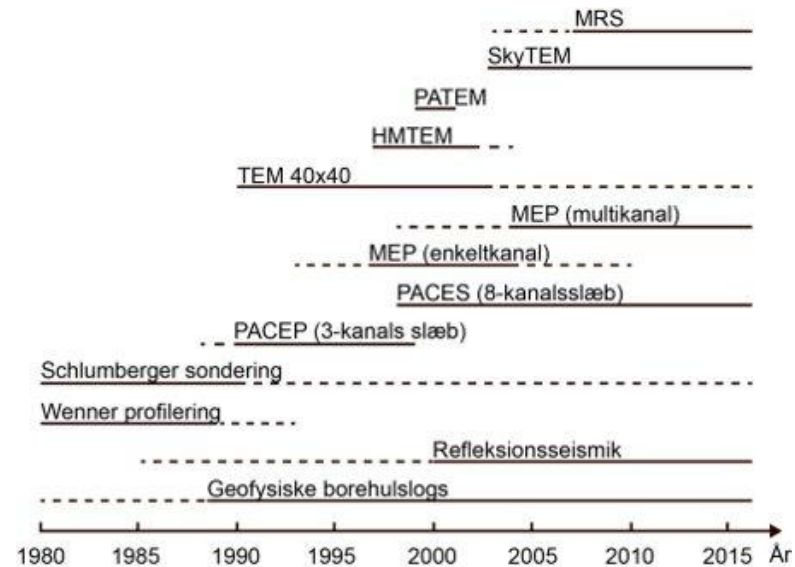 MRS
SkyTEM
PATEM
HMTEM
TEM 40x40
MEP (multikanal)
MEP (enkeltkanal)
PACES (8-kanalsslæb)
PACEP (3-kanals slæb)
Schlumberger sondering
Wenner profilering
Refleksionsseismik
Geofysiske borehulslogs
1980 1985 1990 1995 2000 2005 2010 2015 År